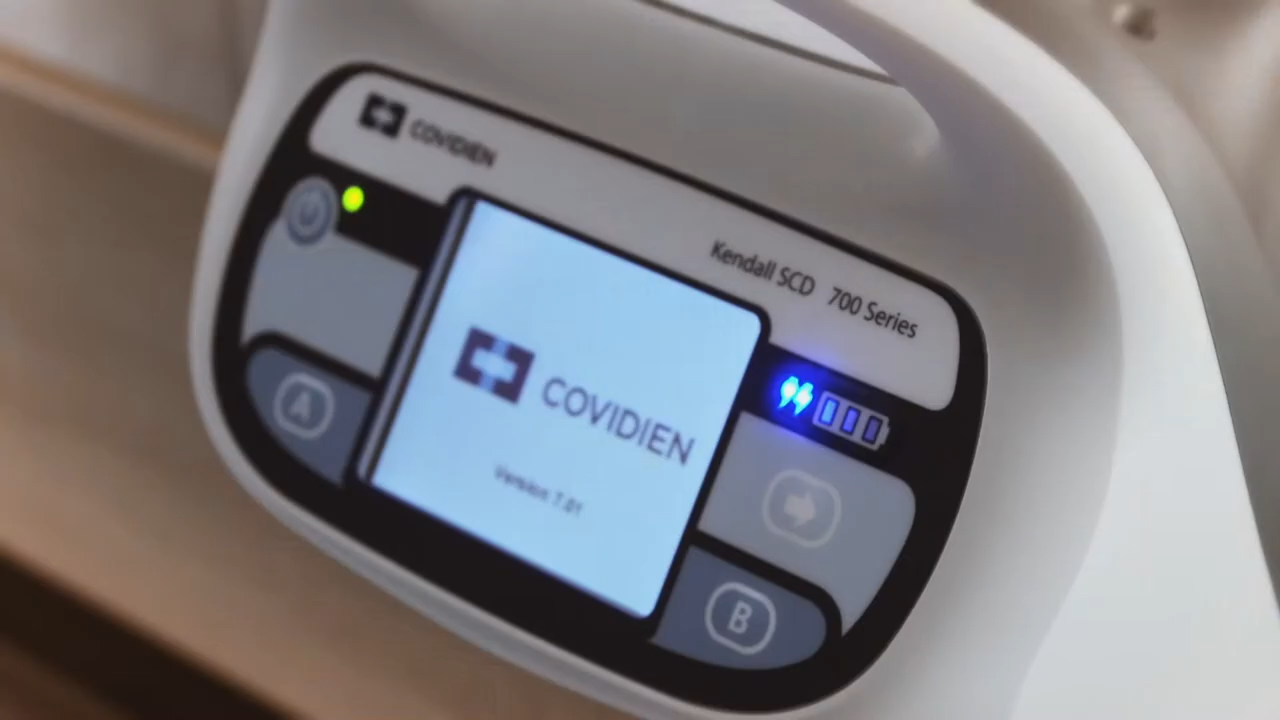 COVIDIEN
Kendall SCD 700 Series
COVIDIEN
Version 7.01
A
B